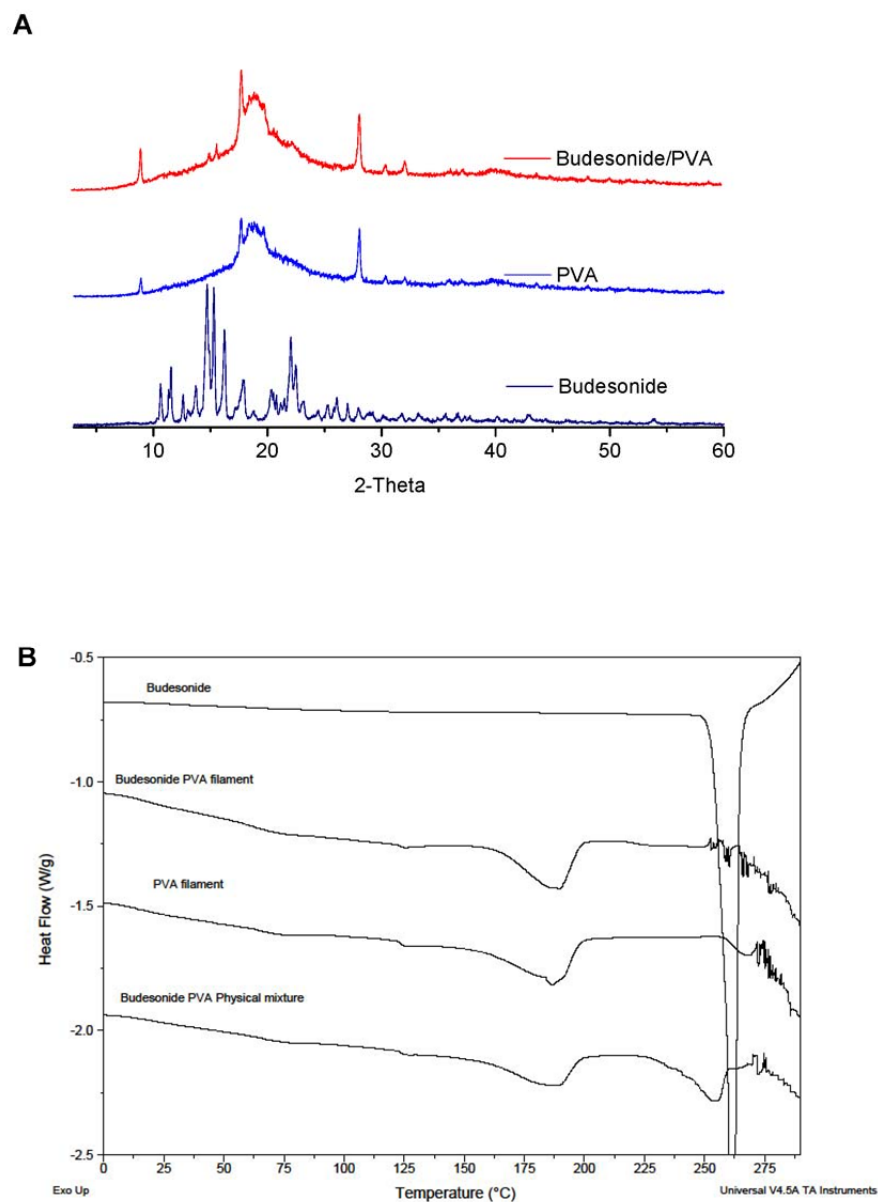 A
Budesonide/PVA
PVA
Budesonide
10 20 30 40 50 60
2-Theta
B
-0.5
Budesonide
-1.0
Budesonide PVA filament
Heat Flow (W/g)
-1.5
PVA filament
Budesonide PVA Physical mixture
-2.0
-2.5
0 25 50 75 100 125 150 175 200 225 250 275
Exo Up
Temperature (°C)
Universal V4.5A TA Instruments